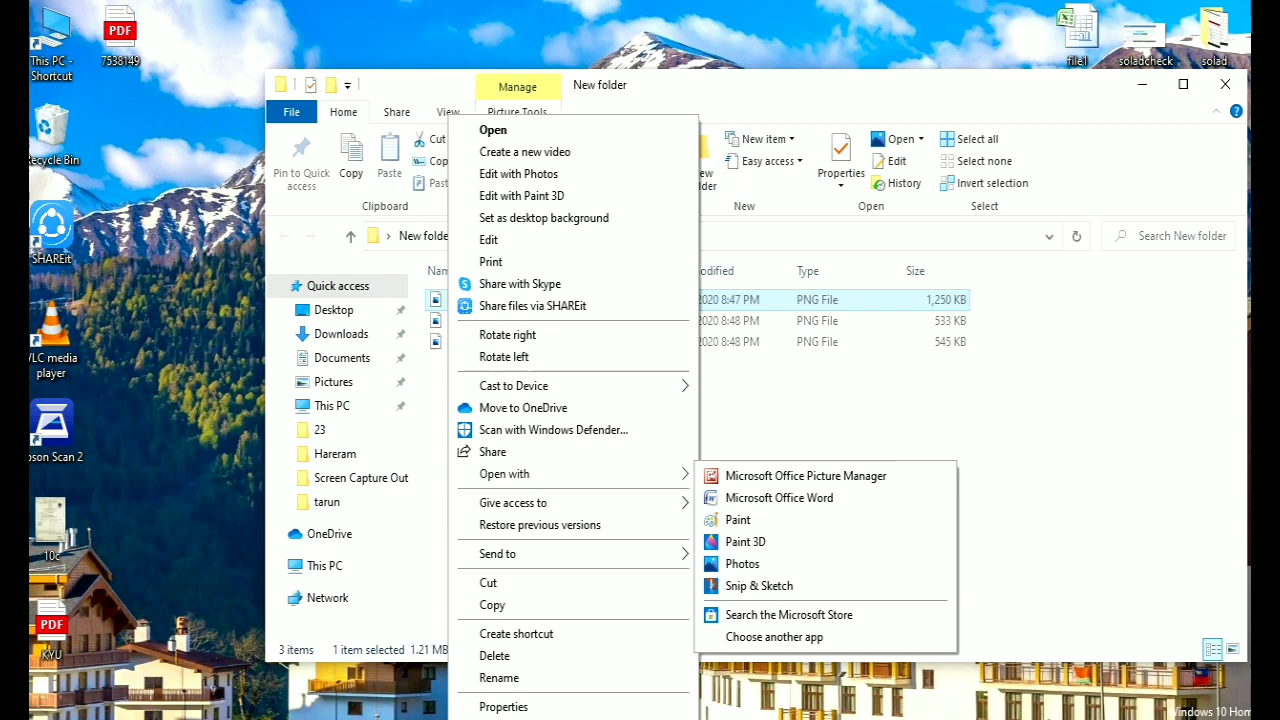 This PC -
Shortcut
PDF
7538149
file1
soladcheck
solad
Recycle Bin
SHAREit
VLC media
player
Epson Scan 2
10c
PDF
KYU
Manage
New folder
File
Home
Share
View
Picture Tools
Pin to Quick
access
Copy
Paste
Cut
Cop
Past
Clipboard
New item
Easy access
New
Properties
Open
Edit
History
Open
Select all
Select none
Invert selection
Select
New folde
Search New folder
Nam
odified
Type
Size
2020 8:47 PM
PNG File
1,250 KB
2020 8:48 PM
PNG File
533 KB
2020 8:48 PM
PNG File
545 KB
Quick access
Desktop
Downloads
Documents
Pictures
This PC
23
Hareram
Screen Capture Out
tarun
OneDrive
This PC
Network
3 items
1 item selected
1.21 MB
Open
Create a new video
Edit with Photos
Edit with Paint 3D
Set as desktop background
Edit
Print
Share with Skype
Share files via SHAREit
Rotate right
Rotate left
Cast to Device
Move to OneDrive
Scan with Windows Defender...
Share
Open with
Give access to
Restore previous versions
Send to
Cut
Copy
Create shortcut
Delete
Rename
Properties
Microsoft Office Picture Manager
Microsoft Office Word
Paint
Paint 3D
Photos
Snip & Sketch
Search the Microsoft Store
Choose another app
Windows 10 Hom